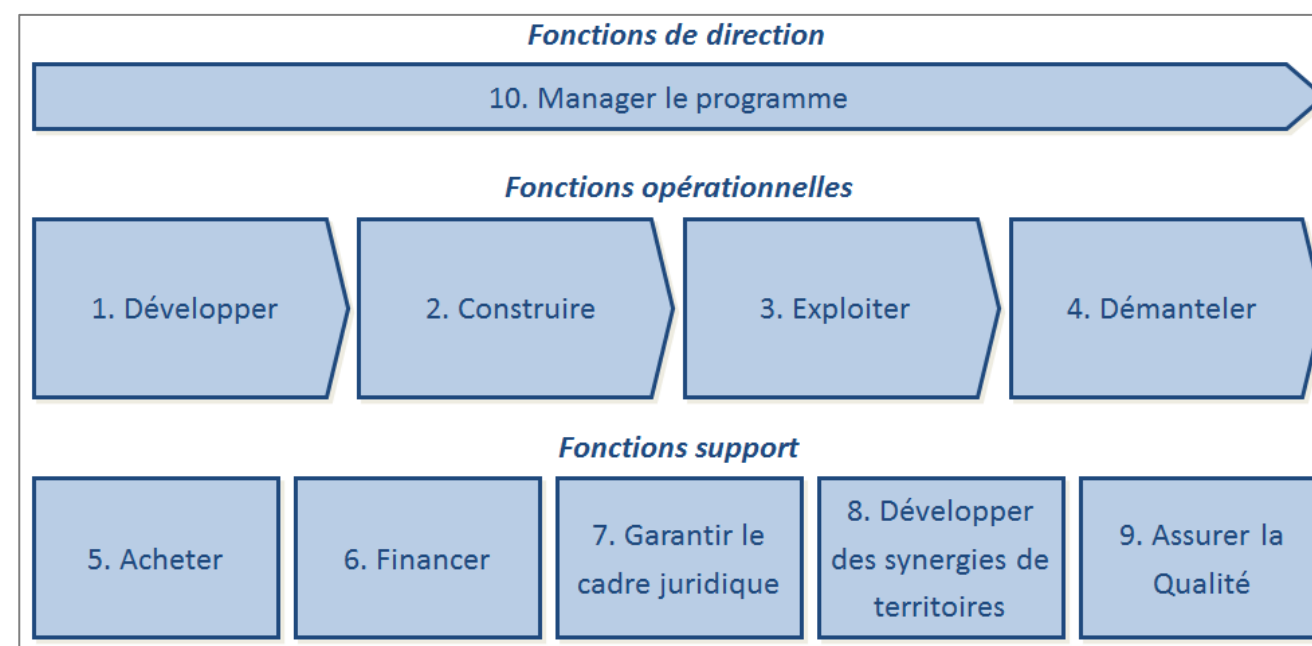 Fonctions de direction
10. Manager le programme
Fonctions opérationnelles
1. Développer
2. Construire
3. Exploiter
4. Démanteler
Fonctions support
5. Acheter
6. Financer
7. Garantir le
cadre juridique
8. Développer
des synergies de
territoires
9. Assurer la
Qualité